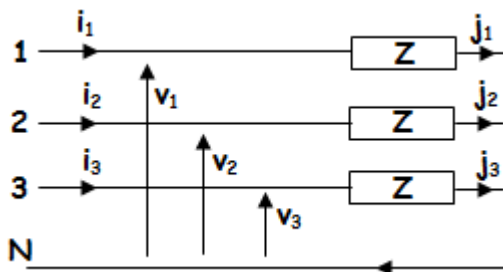 i₁ j₁
1 Z
v₁
i₂ j₂
2 Z
v₂
i₃ j₃
3 Z
v₃
N